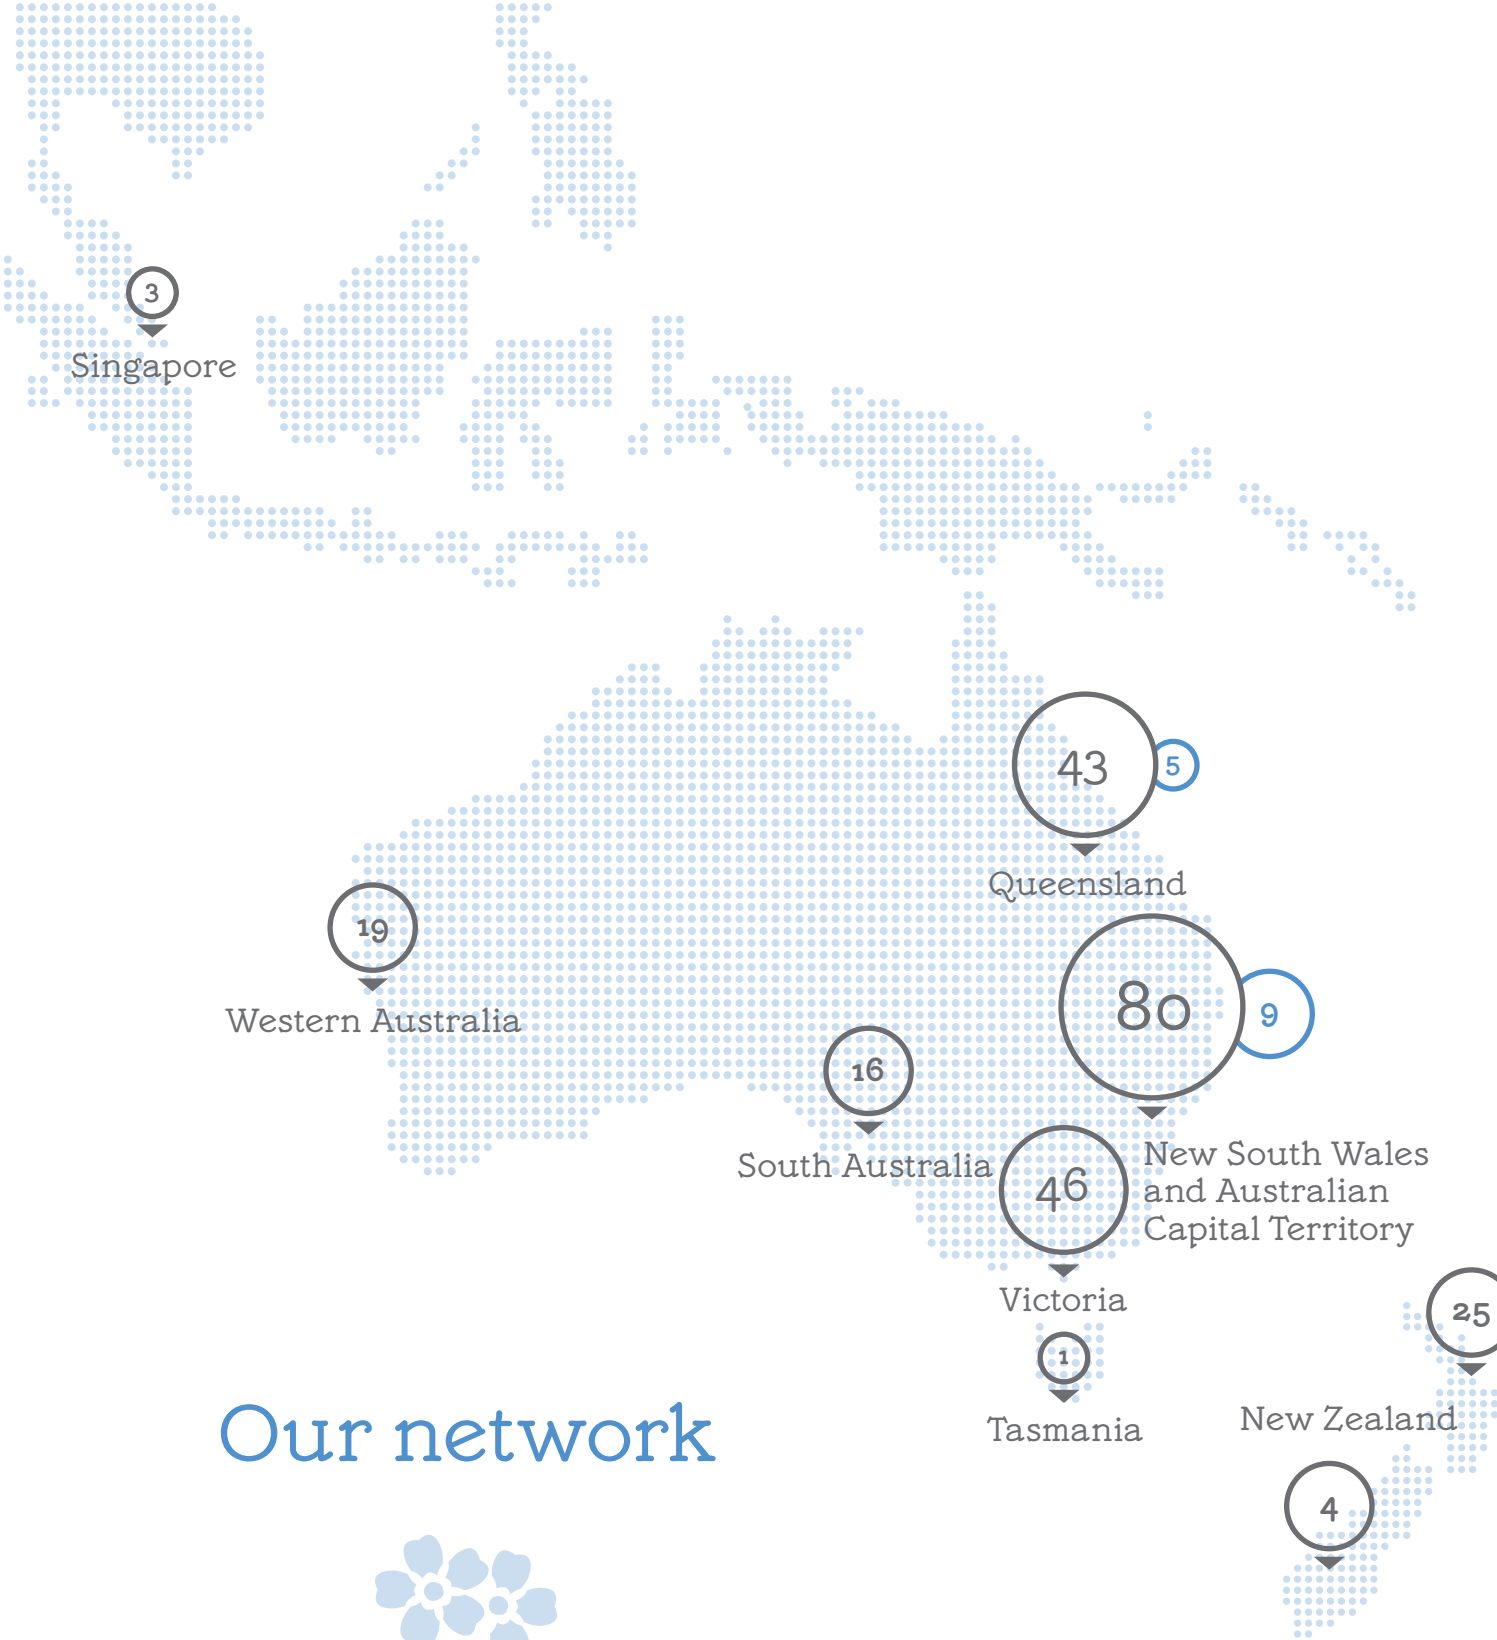 3
Singapore
43
5
Queensland
19
Western Australia
80
9
New South Wales
and Australian
Capital Territory
16
South Australia
46
Victoria
1
Tasmania
25
New Zealand
4
Our network